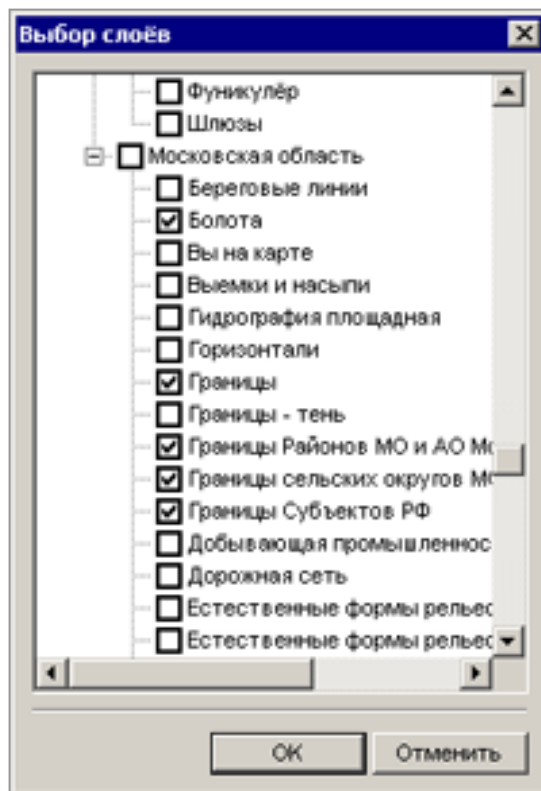 Выбор слоёв
Фуникулёр
Шлюзы
Московская область
Береговые линии
Болота
Вы на карте
Выемки и насыпи
Гидрография площадная
Горизонтали
Границы
Границы - тень
Границы Районов МО и АО Мо
Границы сельских округов МО
Границы Субъектов РФ
Добывающая промышленнос
Дорожная сеть
Естественные формы рельеф
Естественные формы рельеф
OK
Отменить